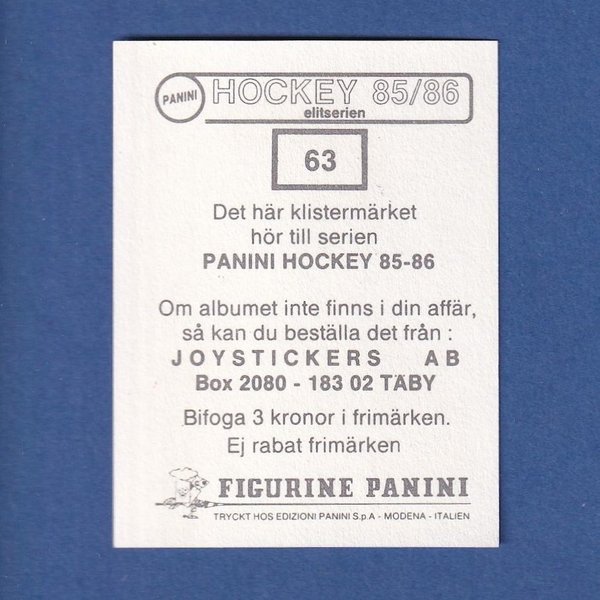 PANINI
HOCKEY 85/86
elitserien
63
Det här klistermärket
hör till serien
PANINI HOCKEY 85-86
Om albumet inte finns i din affär,
så kan du beställa det från :
JOYSTICKERS AB
Box 2080 - 183 02 TÄBY
Bifoga 3 kronor i frimärken.
Ej rabat frimärken
FIGURINE PANINI
TRYCKT HOS EDIZIONI PANINI S.p.A - MODENA - ITALIEN